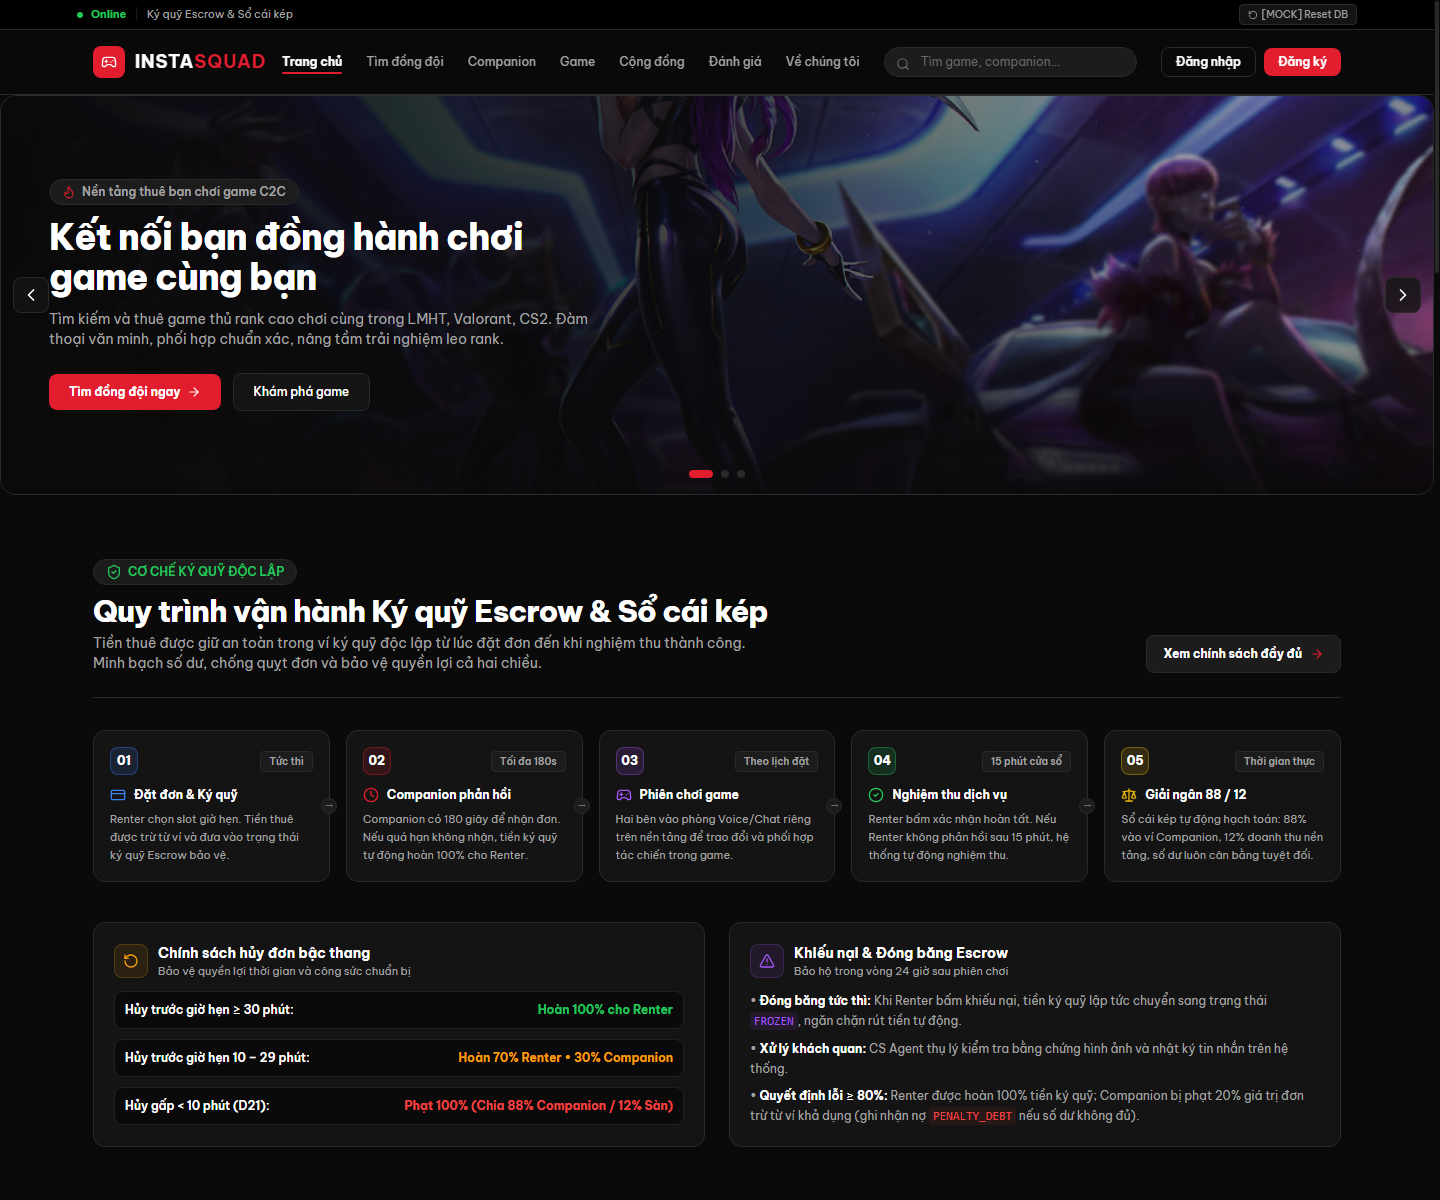 Online
Ký quỹ Escrow & Sổ cái kép
[MOCK] Reset DB
INSTASQUAD
Trang chủ
Tìm đồng đội
Companion
Game
Cộng đồng
Đánh giá
Về chúng tôi
Tìm game, companion...
Đăng nhập
Đăng ký
Nền tảng thuê bạn chơi game C2C
Kết nối bạn đồng hành chơi
game cùng bạn
Tìm kiếm và thuê game thủ rank cao chơi cùng trong LMHT, Valorant, CS2. Đàm
thoại văn minh, phối hợp chuẩn xác, nâng tầm trải nghiệm leo rank.
Tìm đồng đội ngay
Khám phá game
CƠ CHẾ KÝ QUỸ ĐỘC LẬP
Quy trình vận hành Ký quỹ Escrow & Sổ cái kép
Tiền thuê được giữ an toàn trong ví ký quỹ độc lập từ lúc đặt đơn đến khi nghiệm thu thành công.
Minh bạch số dư, chống quỵt đơn và bảo vệ quyền lợi cả hai chiều.
Xem chính sách đầy đủ
01
Tức thì
Đặt đơn & Ký quỹ
Renter chọn slot giờ hẹn. Tiền thuê
được trừ từ ví và đưa vào trạng thái
ký quỹ Escrow bảo vệ.
02
Tối đa 180s
Companion phản hồi
Companion có 180 giây để nhận đơn.
Nếu quá hạn không nhận, tiền ký quỹ
tự động hoàn 100% cho Renter.
03
Theo lịch đặt
Phiên chơi game
Hai bên vào phòng Voice/Chat riêng
trên nền tảng để trao đổi và phối hợp
tác chiến trong game.
04
15 phút cửa sổ
Nghiệm thu dịch vụ
Renter bấm xác nhận hoàn tất. Nếu
Renter không phản hồi sau 15 phút, hệ
thống tự động nghiệm thu.
05
Thời gian thực
Giải ngân 88 / 12
Sổ cái kép tự động hạch toán: 88%
vào ví Companion, 12% doanh thu nền
tảng, số dư luôn cân bằng tuyệt đối.
Chính sách hủy đơn bậc thang
Bảo vệ quyền lợi thời gian và công sức chuẩn bị
Hủy trước giờ hẹn ≥ 30 phút:
Hoàn 100% cho Renter
Hủy trước giờ hẹn 10 – 29 phút:
Hoàn 70% Renter • 30% Companion
Hủy gấp < 10 phút (D21):
Phạt 100% (Chia 88% Companion / 12% Sàn)
Khiếu nại & Đóng băng Escrow
Bảo hộ trong vòng 24 giờ sau phiên chơi
• Đóng băng tức thì: Khi Renter bấm khiếu nại, tiền ký quỹ lập tức chuyển sang trạng thái
FROZEN, ngăn chặn rút tiền tự động.
• Xử lý khách quan: CS Agent thụ lý kiểm tra bằng chứng hình ảnh và nhật ký tin nhắn trên hệ
thống.
• Quyết định lỗi ≥ 80%: Renter được hoàn 100% tiền ký quỹ; Companion bị phạt 20% giá trị đơn
trừ từ ví khả dụng (ghi nhận nợ PENALTY_DEBT nếu số dư không đủ).